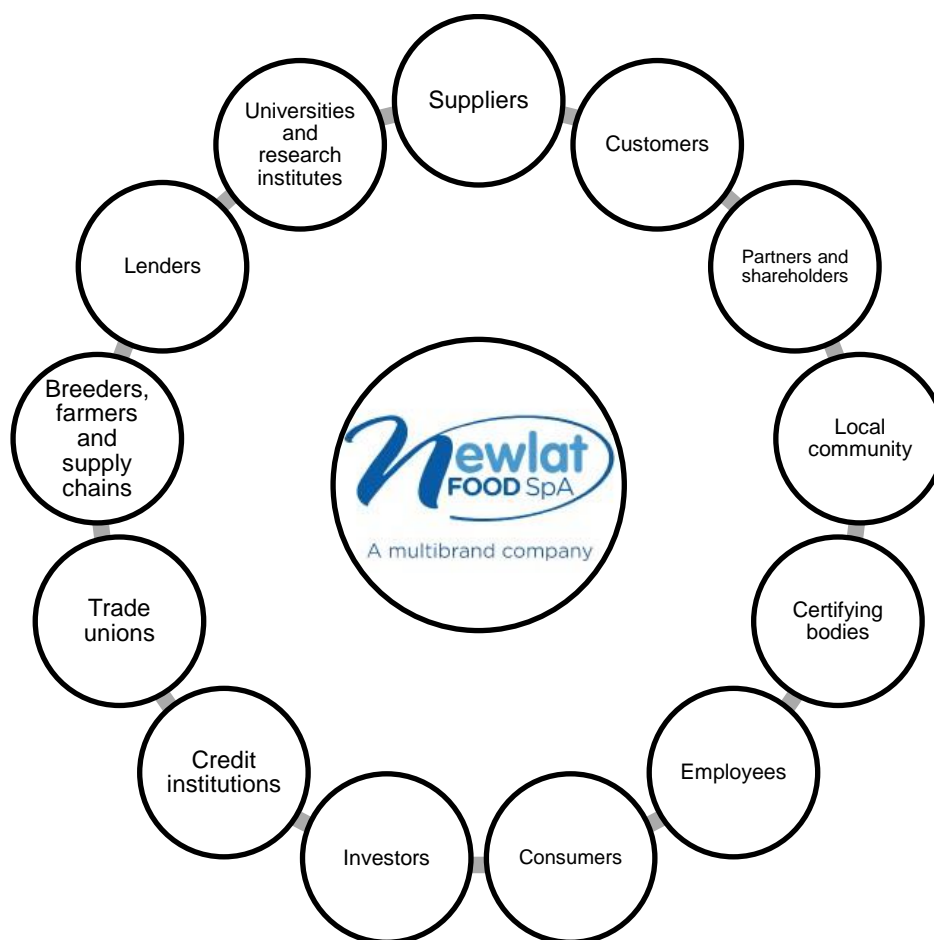 Suppliers
Customers
Partners and
shareholders
Local
community
Certifying
bodies
Employees
Consumers
Investors
Credit
institutions
Trade
unions
Breeders,
farmers
and
supply
chains
Lenders
Universities
and
research
institutes
Newlat
FOOD SpA
A multibrand company